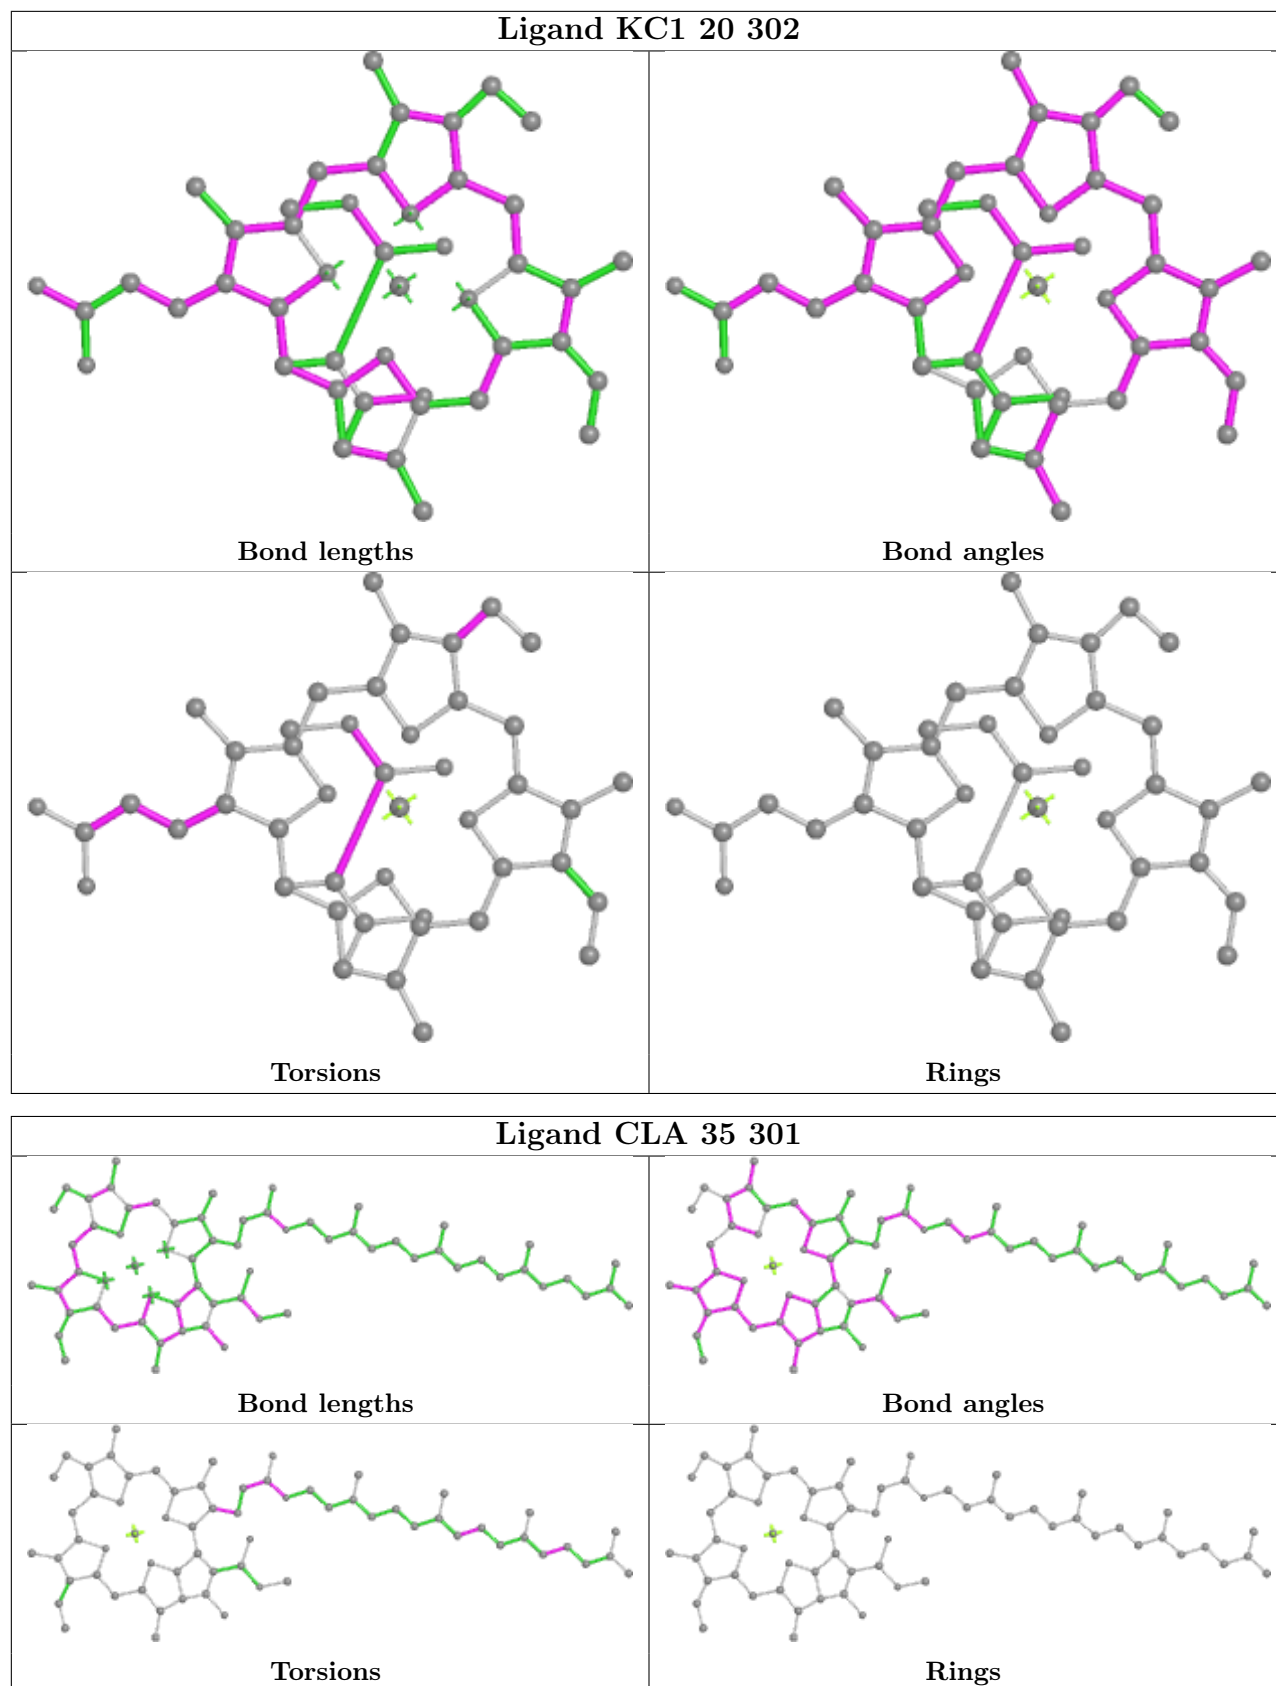 Ligand KC1 20 302
Bond lengths
Bond angles
Torsions
Rings
Ligand CLA 35 301
Bond lengths
Bond angles
Torsions
Rings